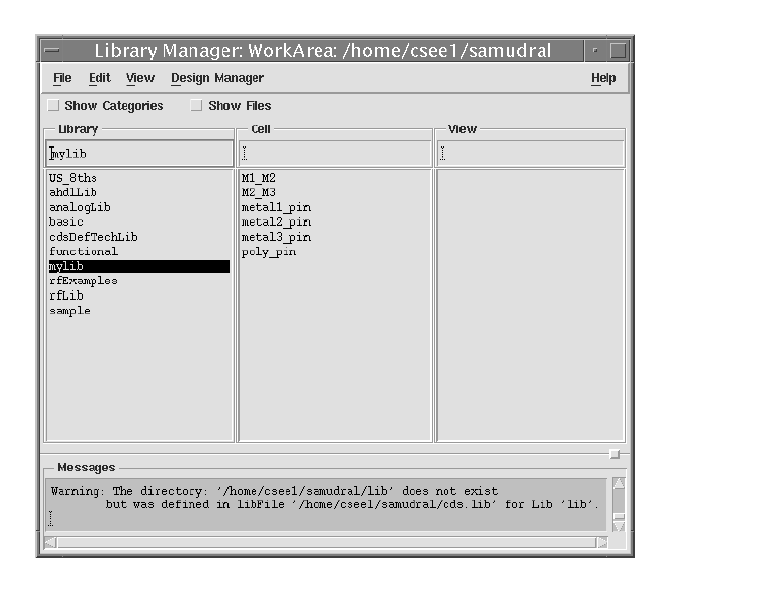 Library Manager: WorkArea: /home/csee1/samudral
File Edit View Design Manager Help
Show Categories Show Files
Library Cell View
mylib
US_8ths
ahdlLib
analogLib
basic
cdsDefTechLib
functional
mylib
rfExamples
rfLib
sample
M1_M2
M2_M3
metal1_pin
metal2_pin
metal3_pin
poly_pin
Messages
Warning: The directory: '/home/csee1/samudral/lib' does not exist
but was defined in libFile '/home/csee1/samudral/cds.lib' for Lib 'lib'.